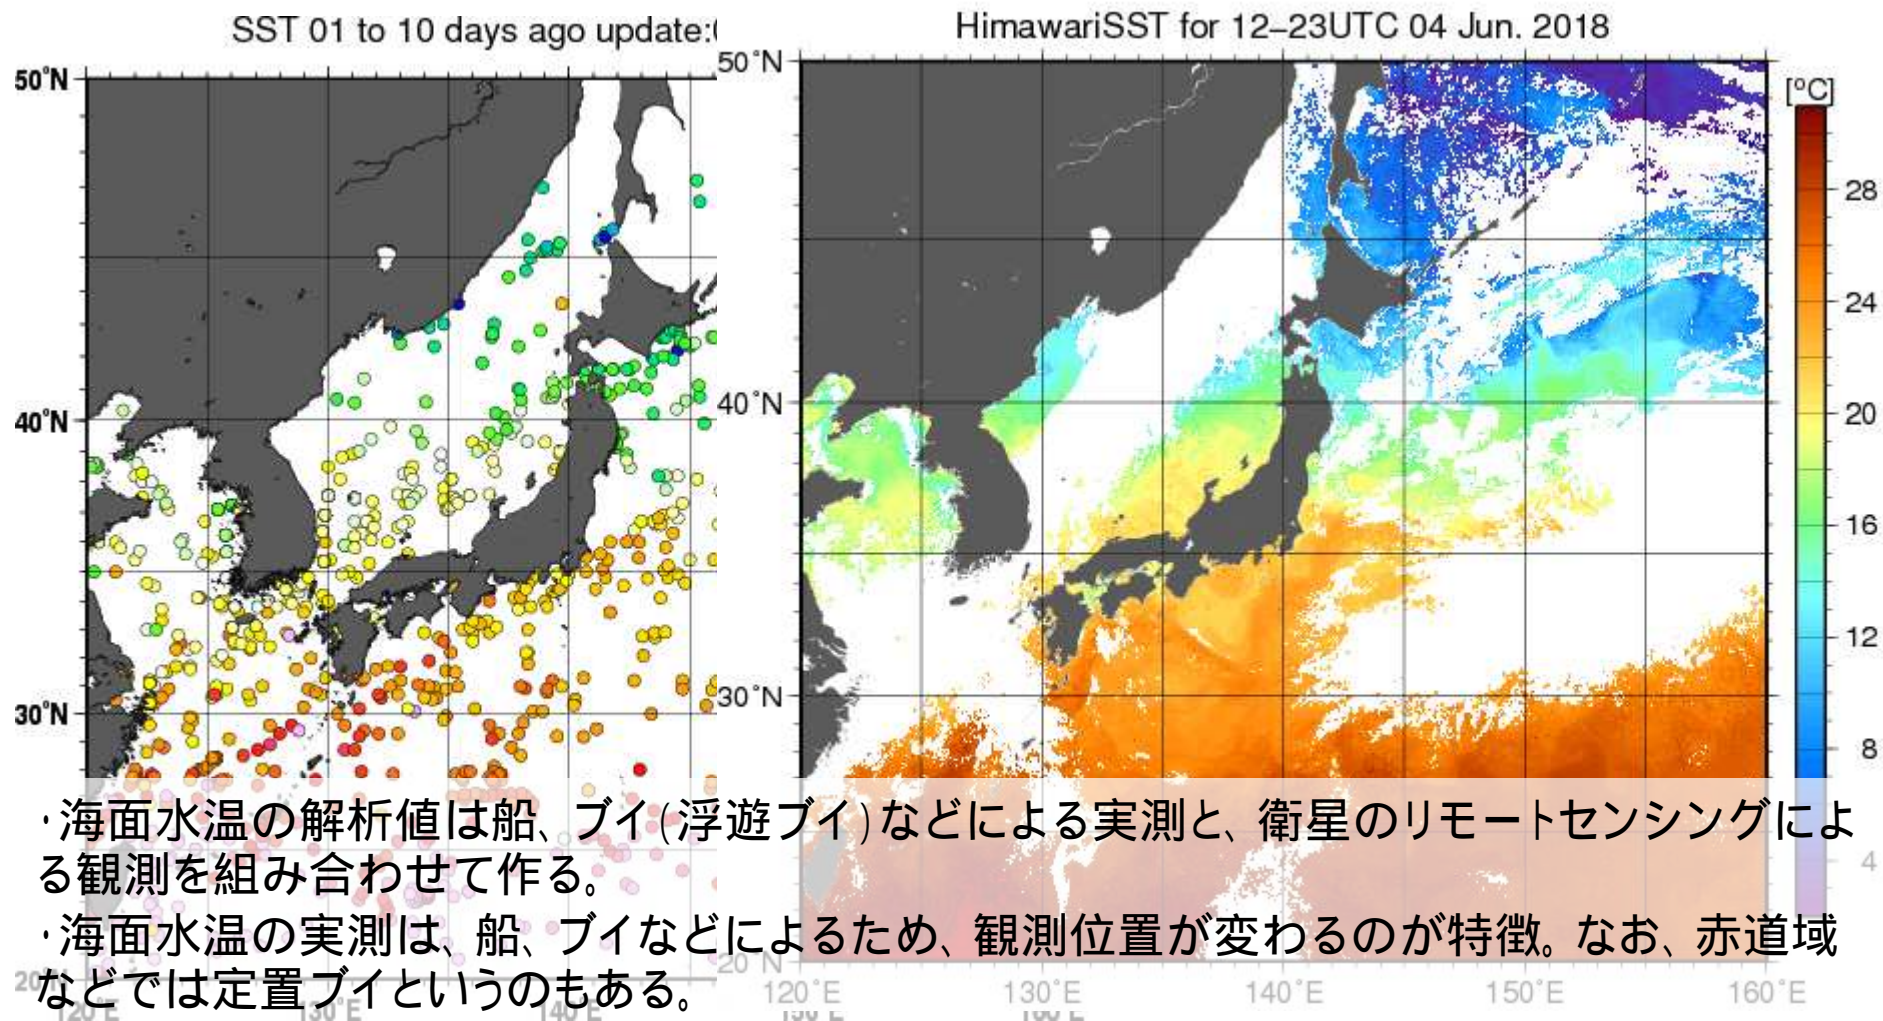 SST 01 to 10 days ago update:
HimawariSST for 12–23UTC 04 Jun. 2018
50°N
50°N
[°C]
28
24
20
40°N
40°N
16
12
30°N
30°N
8
・海面水温の解析値は船、ブイ(浮遊ブイ)などによる実測と、衛星のリモートセンシングによ
る観測を組み合わせて作る。
4
・海面水温の実測は、船、ブイなどによるため、観測位置が変わるのが特徴。なお、赤道域
などでは定置ブイというのもある。
20°N
20°N
120°E
130°E
140°E
150°E
160°E
120°E
130°E
140°E
150°E
160°E